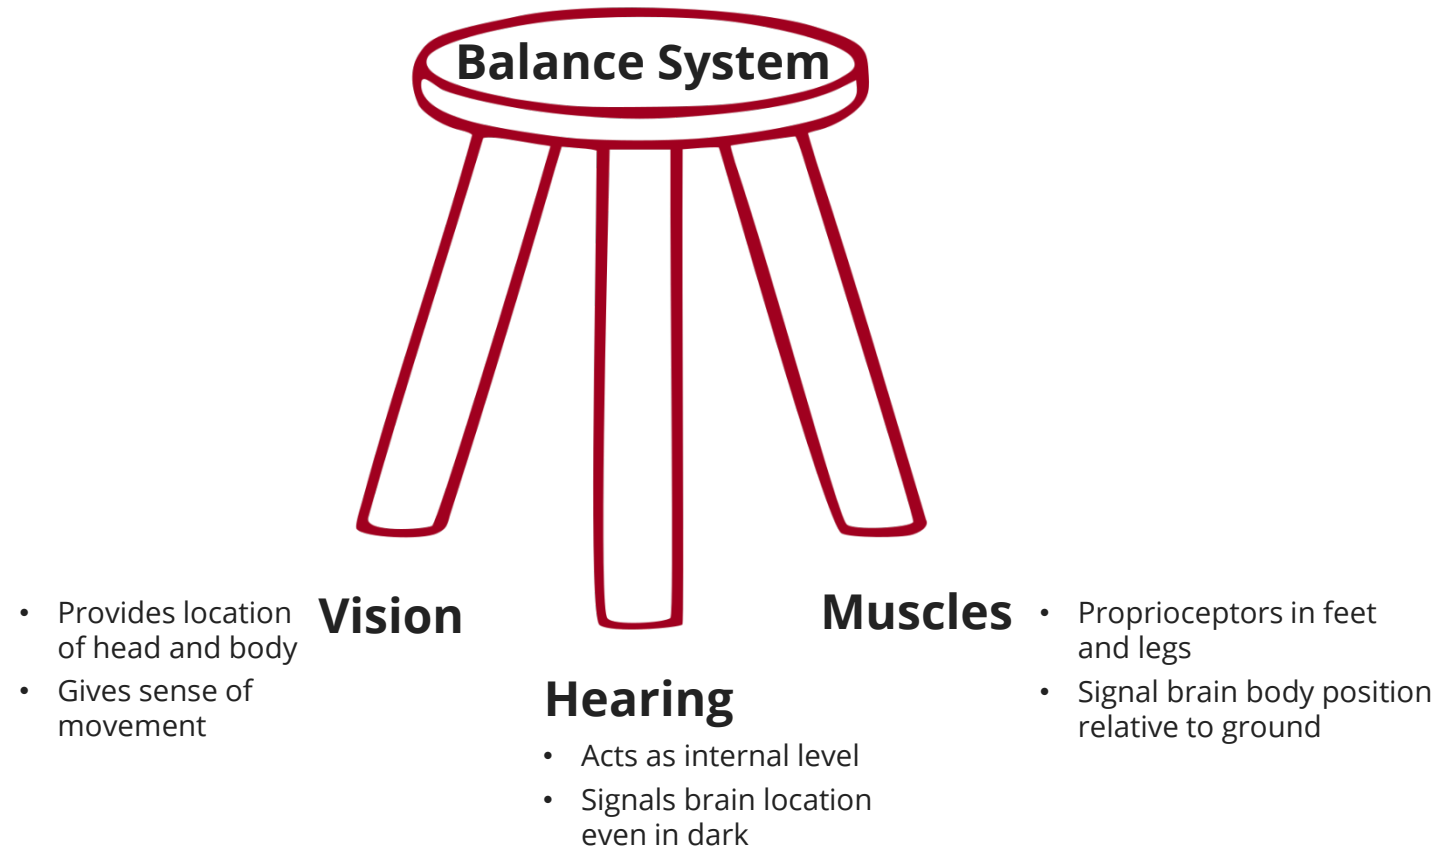 Balance System
Vision
• Provides location
of head and body
• Gives sense of
movement
Hearing
• Acts as internal level
• Signals brain location
even in dark
Muscles
• Proprioceptors in feet
and legs
• Signal brain body position
relative to ground